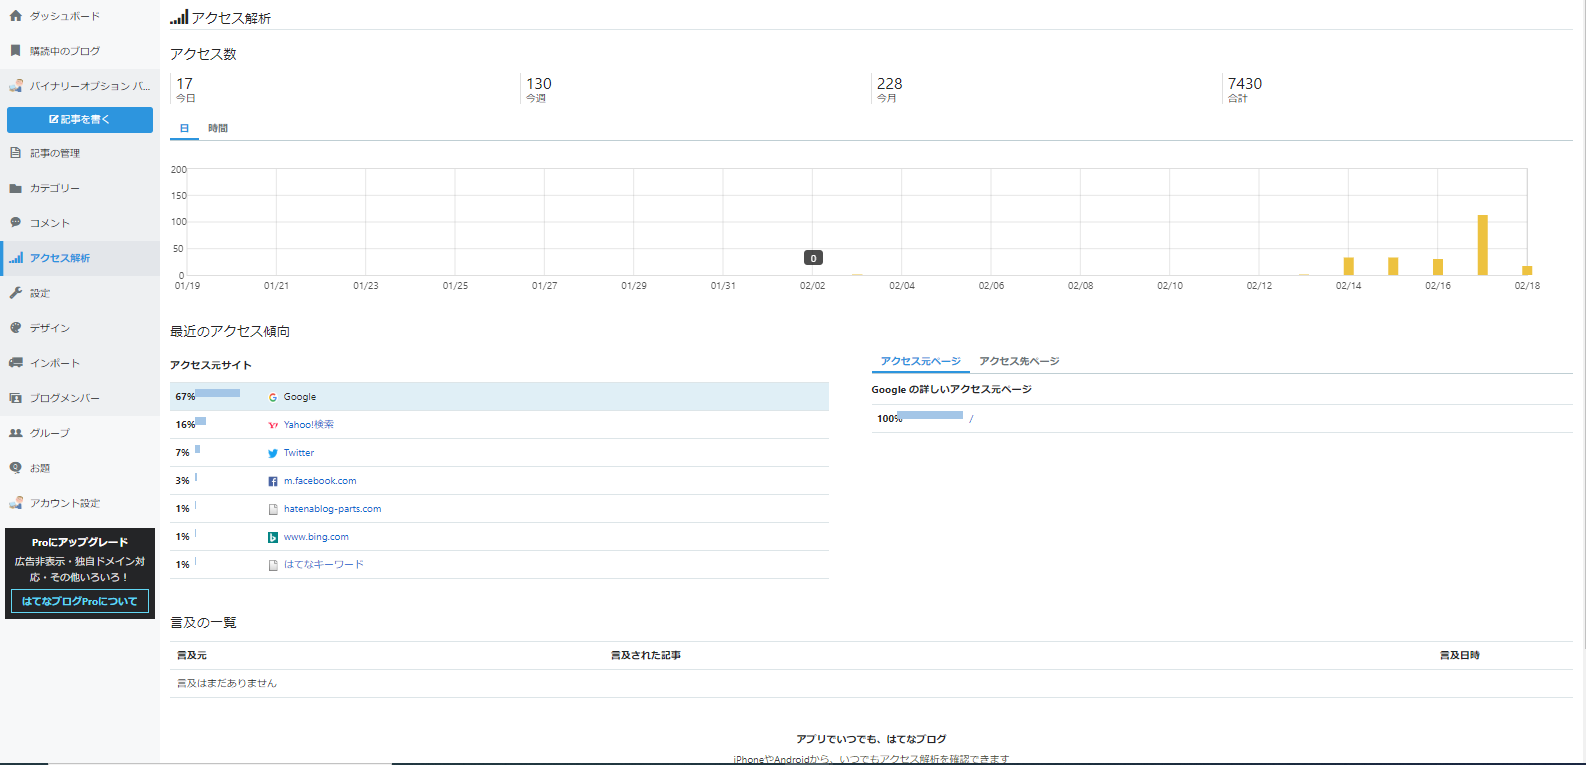 ダッシュボード
購読中のブログ
バイナリーオプション バ...
記事を書く
記事の管理
カテゴリー
コメント
アクセス解析
設定
デザイン
インポート
ブログメンバー
グループ
お題
アカウント設定
Proにアップグレード
広告非表示・独自ドメイン対
応・その他いろいろ！
はてなブログProについて
アクセス解析
アクセス数
17 130 228 7430
今日 今週 今月 合計
日 時間
200
150
100
50
0
0
01/19 01/21 01/23 01/25 01/27 01/29 01/31 02/02 02/04 02/06 02/08 02/10 02/12 02/14 02/16 02/18
最近のアクセス傾向
アクセス元サイト
67% Google
16% Yahoo!検索
7% Twitter
3% m.facebook.com
1% hatenablog-parts.com
1% www.bing.com
1% はてなキーワード
アクセス元ページ アクセス先ページ
Google の詳しいアクセス元ページ
100% /
言及の一覧
言及元 言及された記事 言及日時
言及はまだありません
アプリでいつでも、はてなブログ
iPhoneやAndroidから、いつでもアクセス解析を確認できます